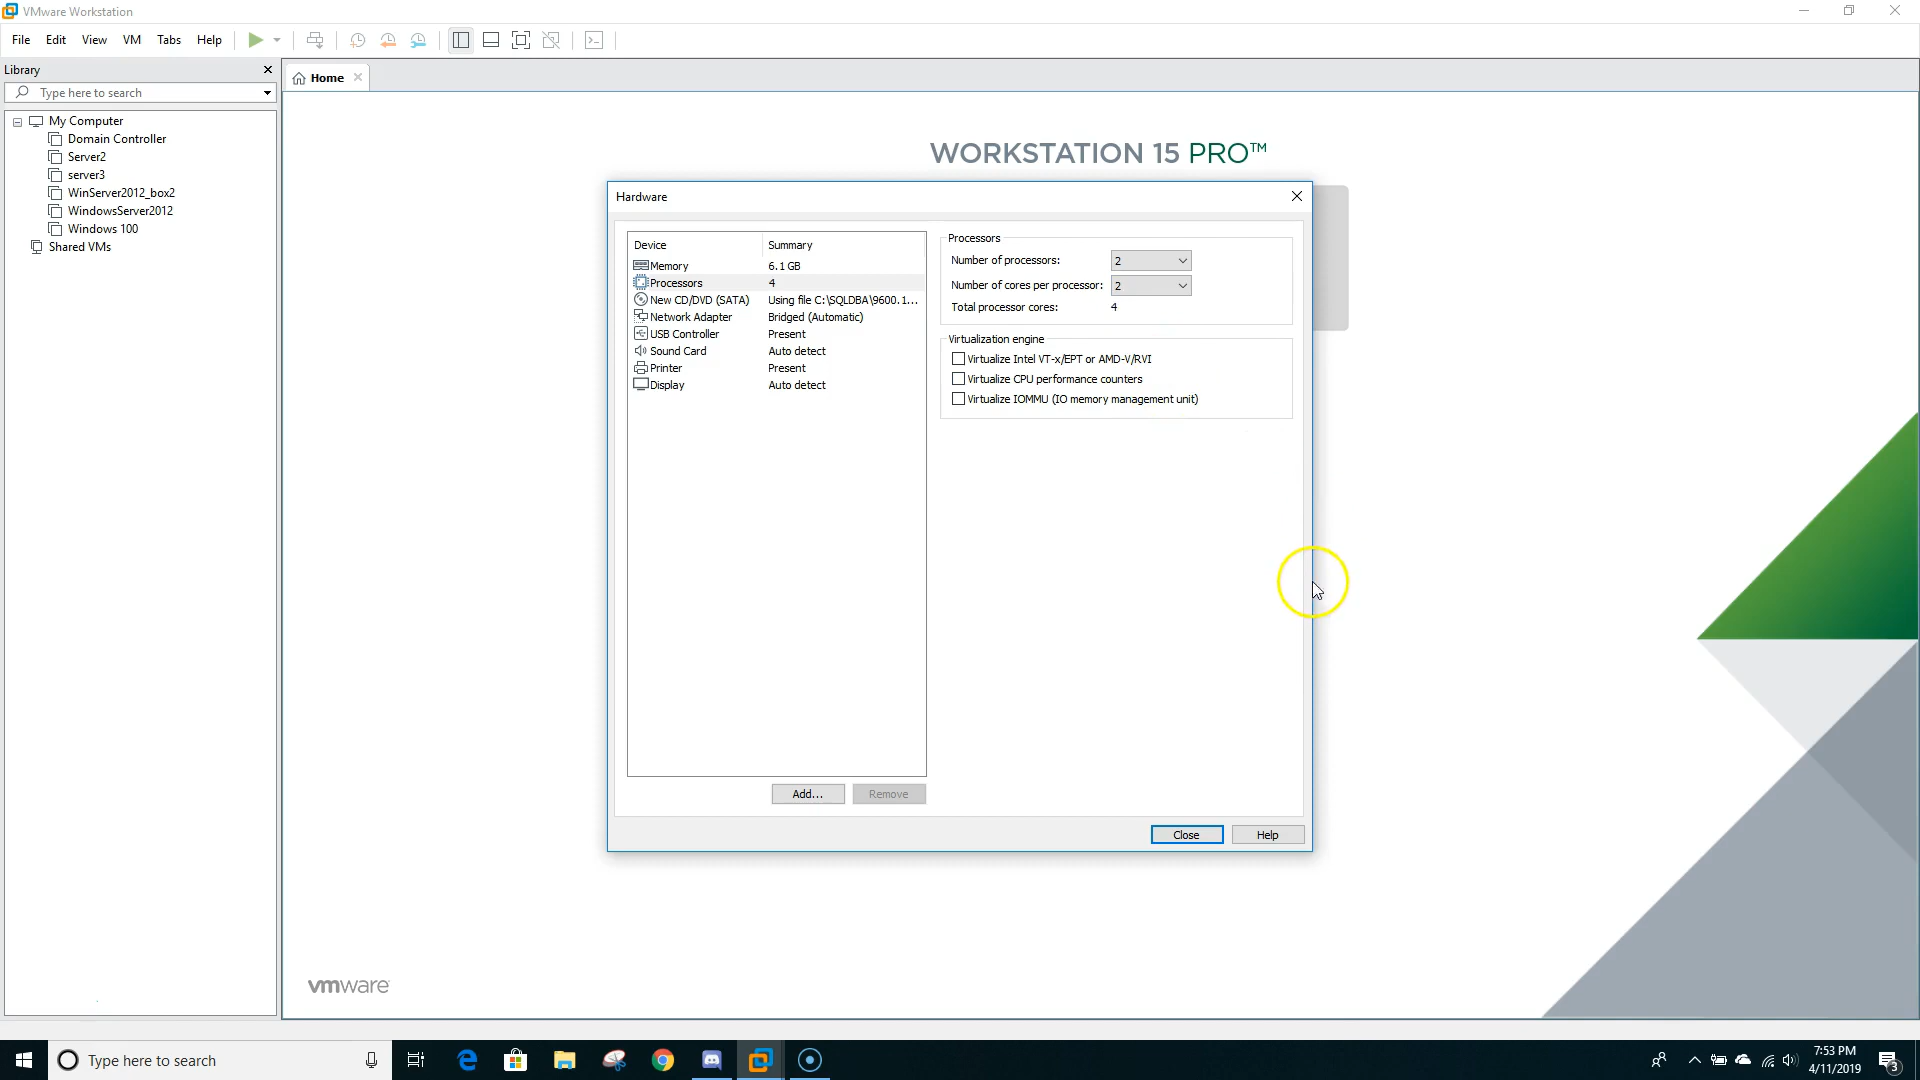 VMware Workstation
File Edit View VM Tabs Help
Library
Type here to search
My Computer
Domain Controller
Server2
server3
WinServer2012_box2
WindowsServer2012
Windows 100
Shared VMs
Home
WORKSTATION 15 PRO™
Hardware
Device Summary
Memory 6.1 GB
Processors 4
New CD/DVD (SATA) Using file C:\SQLDBA\9600.1...
Network Adapter Bridged (Automatic)
USB Controller Present
Sound Card Auto detect
Printer Present
Display Auto detect
Add... Remove
Processors
Number of processors: 2
Number of cores per processor: 2
Total processor cores: 4
Virtualization engine
Virtualize Intel VT-x/EPT or AMD-V/RVI
Virtualize CPU performance counters
Virtualize IOMMU (IO memory management unit)
Close Help
vmware
Type here to search
7:53 PM
4/11/2019
3